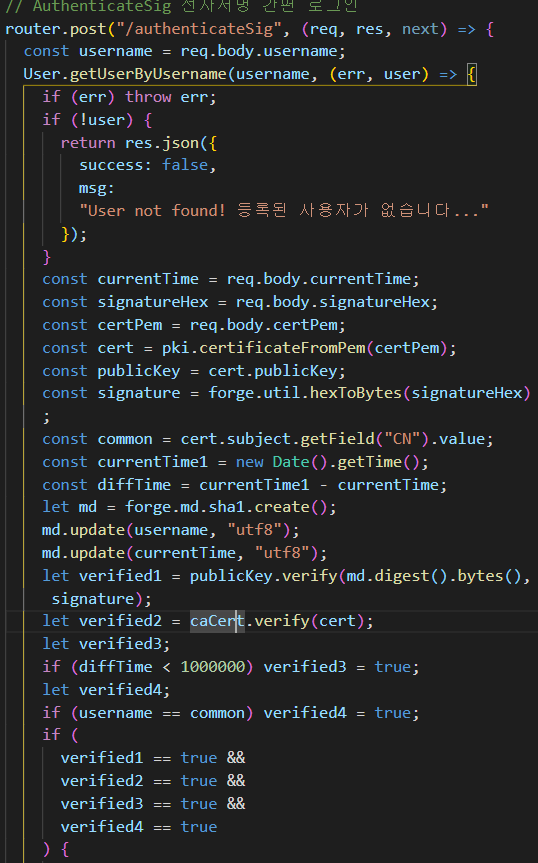 // AuthenticateSig 전자서명 간편 로그인
router.post("/authenticateSig", (req, res, next) => {
const username = req.body.username;
User.getUserByUsername(username, (err, user) => {
if (err) throw err;
if (!user) {
return res.json({
success: false,
msg:
"User not found! 등록된 사용자가 없습니다..."
});
}
const currentTime = req.body.currentTime;
const signatureHex = req.body.signatureHex;
const certPem = req.body.certPem;
const cert = pki.certificateFromPem(certPem);
const publicKey = cert.publicKey;
const signature = forge.util.hexToBytes(signatureHex)
;
const common = cert.subject.getField("CN").value;
const currentTime1 = new Date().getTime();
const diffTime = currentTime1 - currentTime;
let md = forge.md.sha1.create();
md.update(username, "utf8");
md.update(currentTime, "utf8");
let verified1 = publicKey.verify(md.digest().bytes(),
signature);
let verified2 = caCert.verify(cert);
let verified3;
if (diffTime < 1000000) verified3 = true;
let verified4;
if (username == common) verified4 = true;
if (
verified1 == true &&
verified2 == true &&
verified3 == true &&
verified4 == true
) {